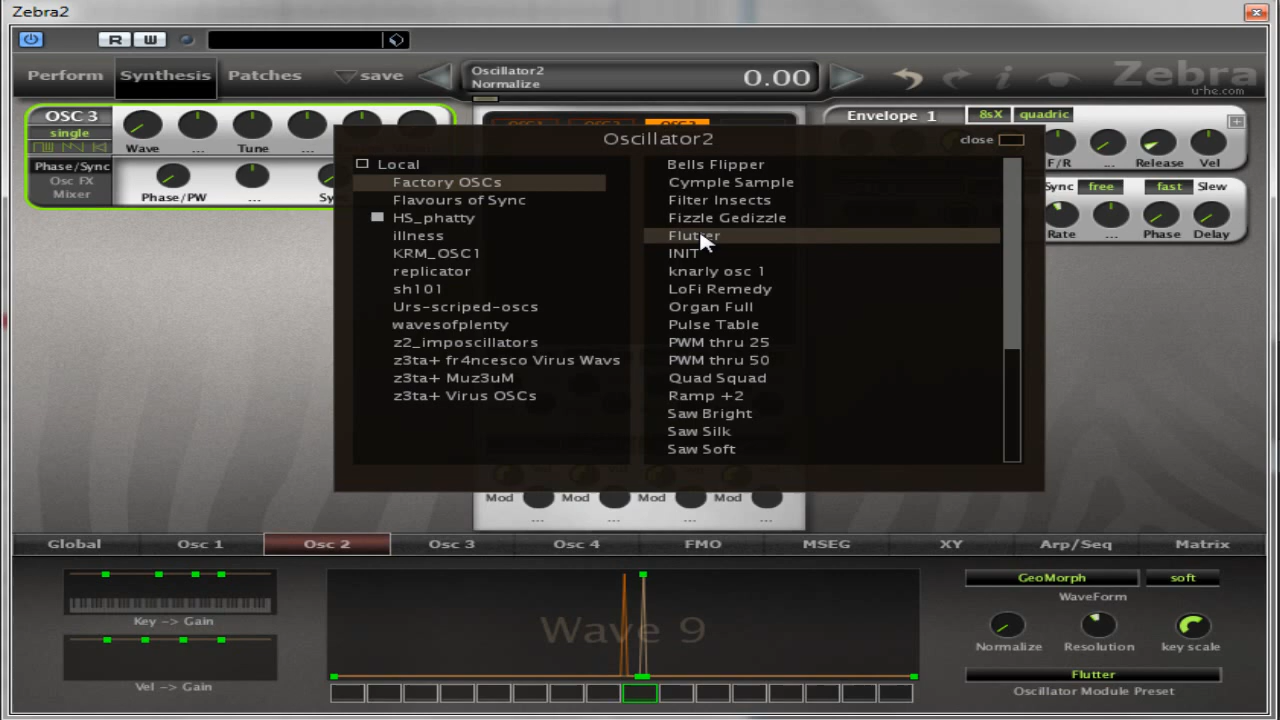 Zebra2
R W
Perform Synthesis Patches save
Oscillator2
Normalize
0.00
Zebra
u-he.com
OSC 3
single
Wave ... Tune ...
Phase/Sync
Osc FX
Mixer
Phase/PW ...
Envelope 1 8sX quadric
F/R ... Release Vel
Sync free fast Slew
Rate ... Phase Delay
Oscillator2
close
Local
Factory OSCs
Flavours of Sync
HS_phatty
illness
KRM_OSC1
replicator
sh101
Urs-scriped-oscs
wavesofplenty
z2_imposcillators
z3ta+ fr4ncesco Virus Wavs
z3ta+ Muz3uM
z3ta+ Virus OSCs
Bells Flipper
Cymple Sample
Filter Insects
Fizzle Gedizzle
Flutter
INIT
knarly osc 1
LoFi Remedy
Organ Full
Pulse Table
PWM thru 25
PWM thru 50
Quad Squad
Ramp +2
Saw Bright
Saw Silk
Saw Soft
Mod Mod Mod Mod
... ... ... ...
Global Osc 1 Osc 2 Osc 3 Osc 4 FMO MSEG XY Arp/Seq Matrix
Key -> Gain
Vel -> Gain
Wave 9
GeoMorph soft
WaveForm
Normalize Resolution key scale
Flutter
Oscillator Module Preset